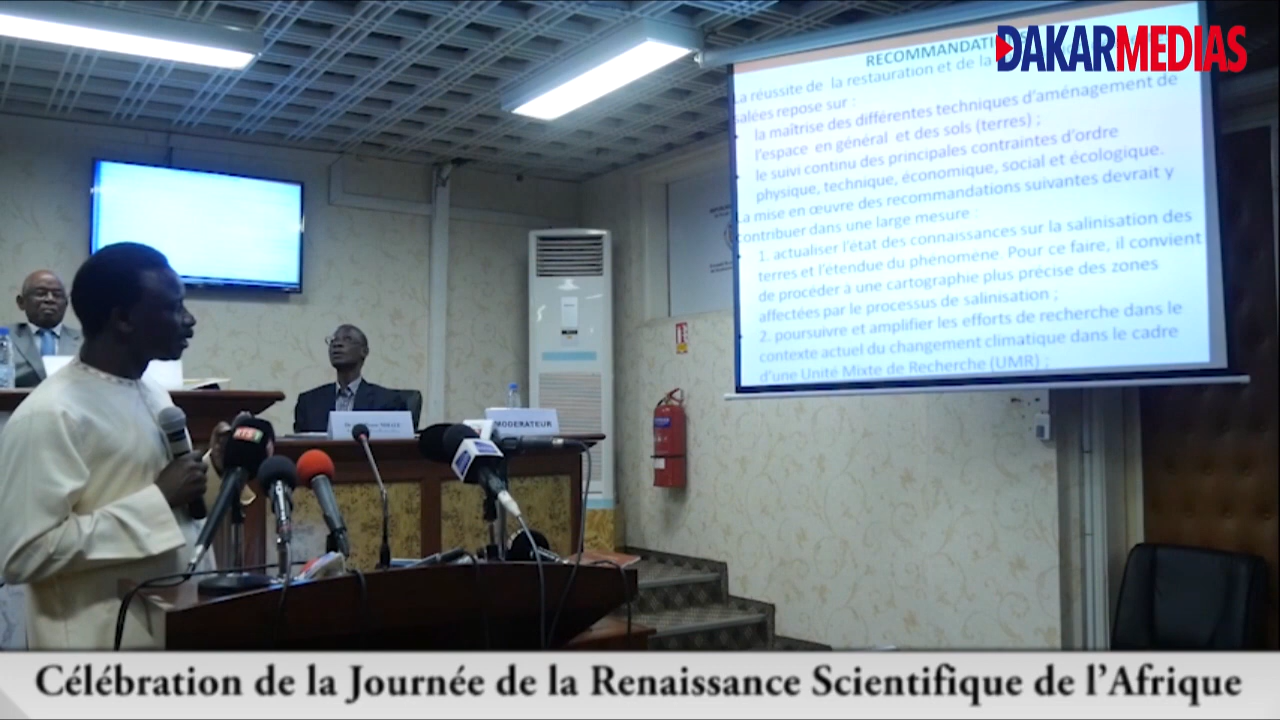 DAKARMEDIAS
RECOMMANDATI
La réussite de la restauration et de la
salées repose sur :
la maîtrise des différentes techniques d'aménagement de
l'espace en général et des sols (terres) ;
le suivi continu des principales contraintes d'ordre
physique, technique, économique, social et écologique.
La mise en œuvre des recommandations suivantes devrait y
contribuer dans une large mesure :
1. actualiser l'état des connaissances sur la salinisation des
terres et l'étendue du phénomène. Pour ce faire, il convient
de procéder à une cartographie plus précise des zones
affectées par le processus de salinisation ;
2. poursuivre et amplifier les efforts de recherche dans le
contexte actuel du changement climatique dans le cadre
d'une Unité Mixte de Recherche (UMR) ;
MODERATEUR
RTS1
Célébration de la Journée de la Renaissance Scientifique de l'Afrique